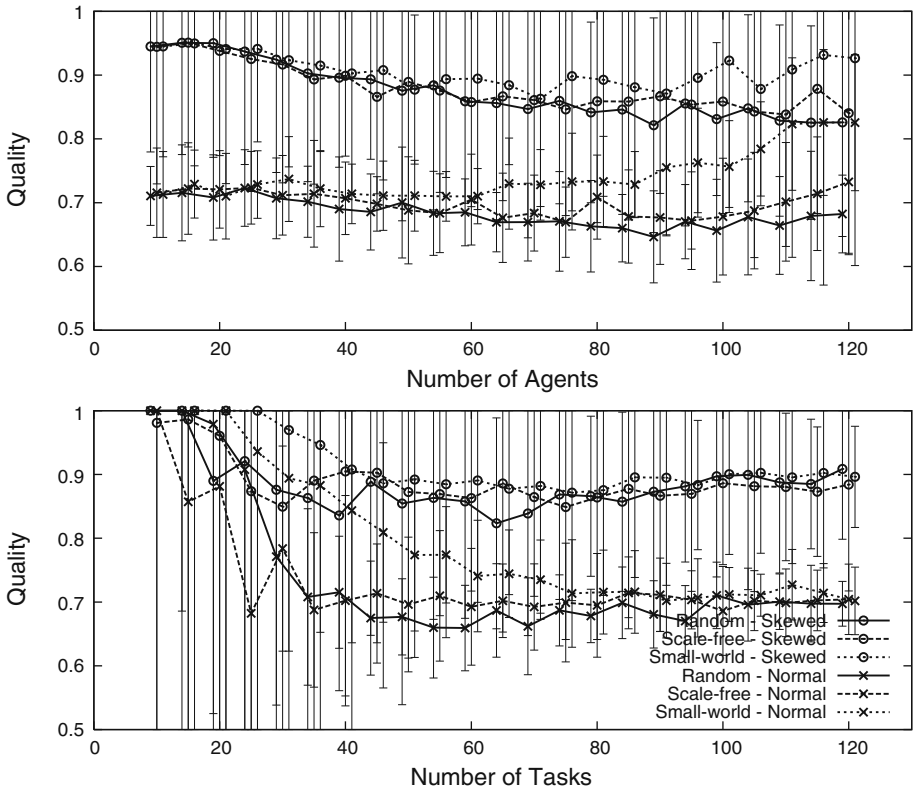 1
0.9
0.8
0.7
0.6
0.5
Quality
0 20 40 60 80 100 120
Number of Agents
1
0.9
0.8
0.7
0.6
0.5
Quality
Random - Skewed
Scale-free - Skewed
Small-world - Skewed
Random - Normal
Scale-free - Normal
Small-world - Normal
0 20 40 60 80 100 120
Number of Tasks